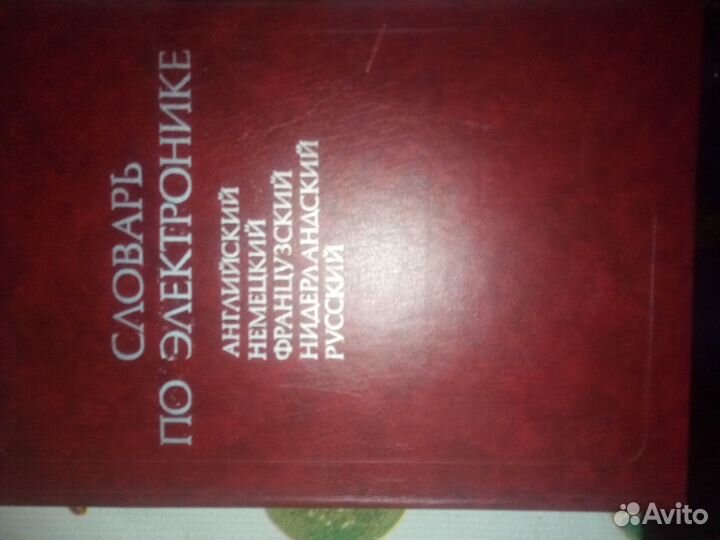 СЛОВАРЬ
ПО ЭЛЕКТРОНИКЕ
АНГЛИЙСКИЙ
НЕМЕЦКИЙ
ФРАНЦУЗСКИЙ
НИДЕРЛАНДСКИЙ
РУССКИЙ
Avito